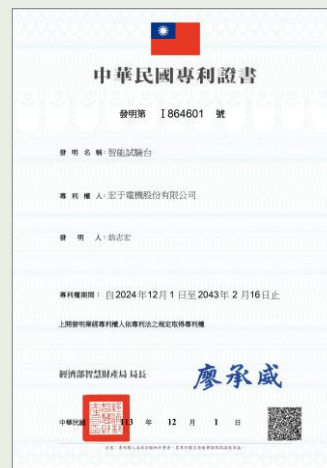 中華民國專利證書
發明第 I 864601 號
發 明 名 稱：智能試驗台
專 利 權 人：宏于電機股份有限公司
發 明 人：翁志宏
專利權期間：自2024年12月1日至2043年2月16日止
上開發明業經專利權人依專利法之規定取得專利權
經濟部智慧財產局 局長
廖承威
中華民國 113 年 12 月 1 日